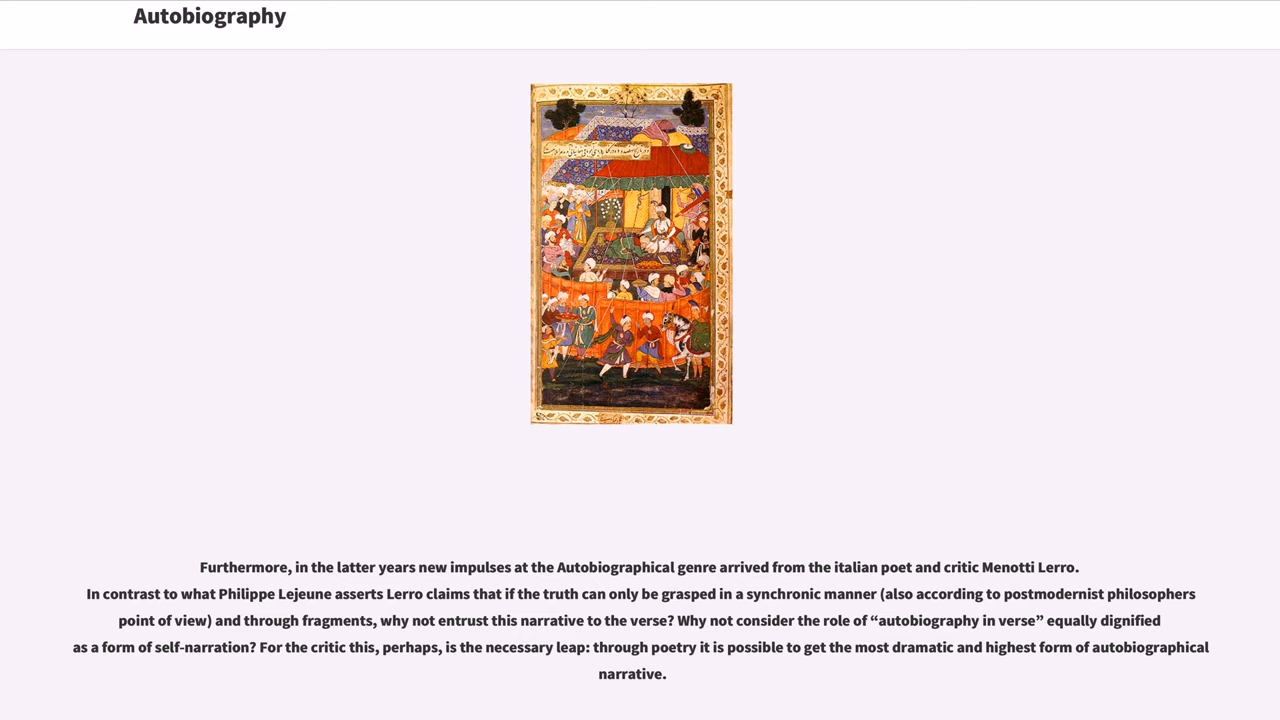 Autobiography
Furthermore, in the latter years new impulses at the Autobiographical genre arrived from the italian poet and critic Menotti Lerro.
In contrast to what Philippe Lejeune asserts Lerro claims that if the truth can only be grasped in a synchronic manner (also according to postmodernist philosophers
point of view) and through fragments, why not entrust this narrative to the verse? Why not consider the role of “autobiography in verse” equally dignified
as a form of self-narration? For the critic this, perhaps, is the necessary leap: through poetry it is possible to get the most dramatic and highest form of autobiographical
narrative.